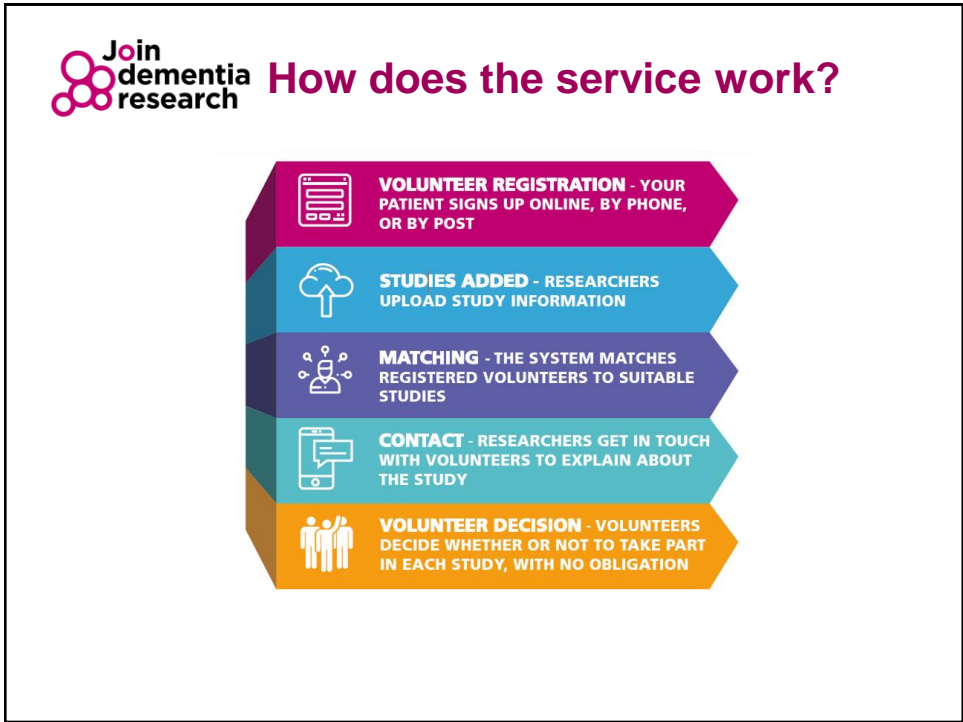 Join
dementia
research
How does the service work?
VOLUNTEER REGISTRATION - YOUR
PATIENT SIGNS UP ONLINE, BY PHONE,
OR BY POST
STUDIES ADDED - RESEARCHERS
UPLOAD STUDY INFORMATION
MATCHING - THE SYSTEM MATCHES
REGISTERED VOLUNTEERS TO SUITABLE
STUDIES
CONTACT - RESEARCHERS GET IN TOUCH
WITH VOLUNTEERS TO EXPLAIN ABOUT
THE STUDY
VOLUNTEER DECISION - VOLUNTEERS
DECIDE WHETHER OR NOT TO TAKE PART
IN EACH STUDY, WITH NO OBLIGATION